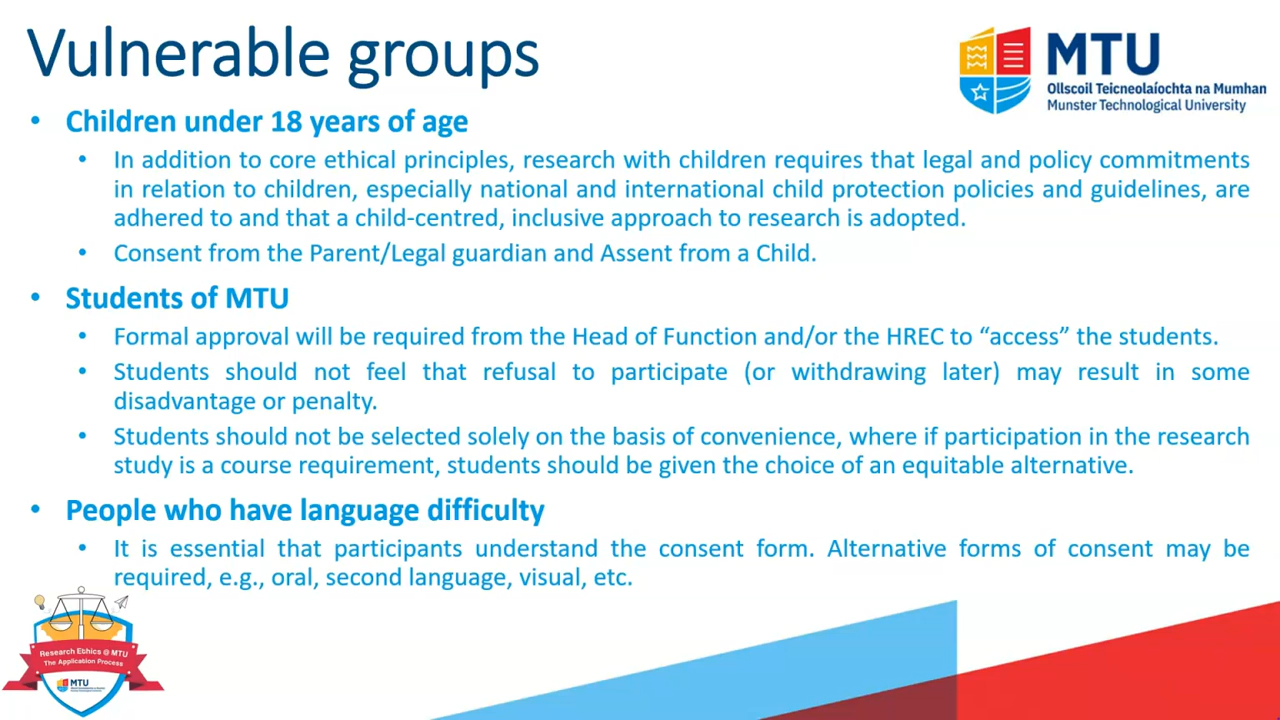 Vulnerable groups
MTU
Ollscoil Teicneolaíochta na Mumhan
Munster Technological University
• Children under 18 years of age
• In addition to core ethical principles, research with children requires that legal and policy commitments
in relation to children, especially national and international child protection policies and guidelines, are
adhered to and that a child-centred, inclusive approach to research is adopted.
• Consent from the Parent/Legal guardian and Assent from a Child.
• Students of MTU
• Formal approval will be required from the Head of Function and/or the HREC to “access” the students.
• Students should not feel that refusal to participate (or withdrawing later) may result in some
disadvantage or penalty.
• Students should not be selected solely on the basis of convenience, where if participation in the research
study is a course requirement, students should be given the choice of an equitable alternative.
• People who have language difficulty
• It is essential that participants understand the consent form. Alternative forms of consent may be
required, e.g., oral, second language, visual, etc.
Research Ethics @ MTU
The Application Process
MTU